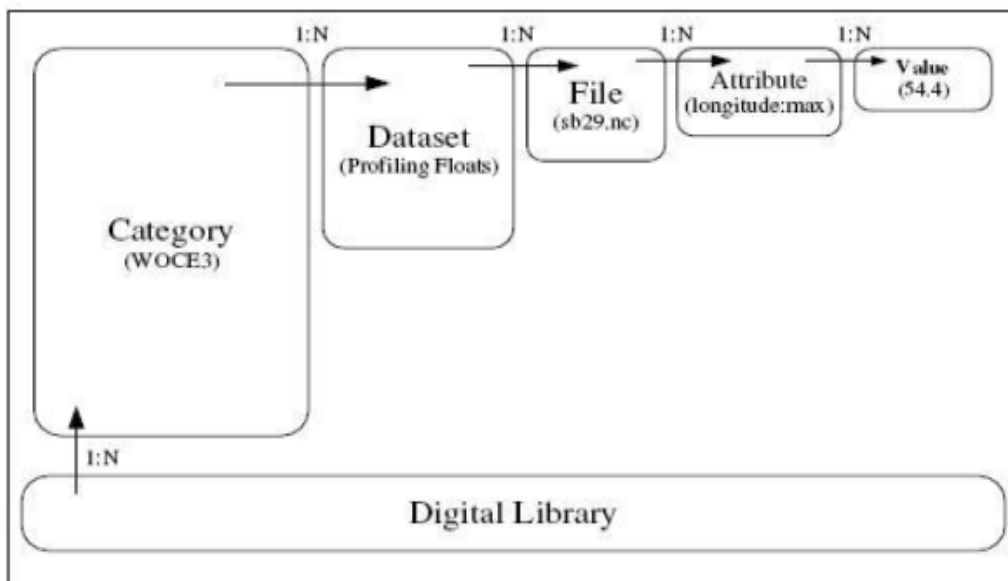 1:N
1:N
1:N
1:N
Category
(WOCE3)
Dataset
(Profiling Floats)
File
(sb29.nc)
Attribute
(longitude:max)
Value
(54.4)
1:N
Digital Library